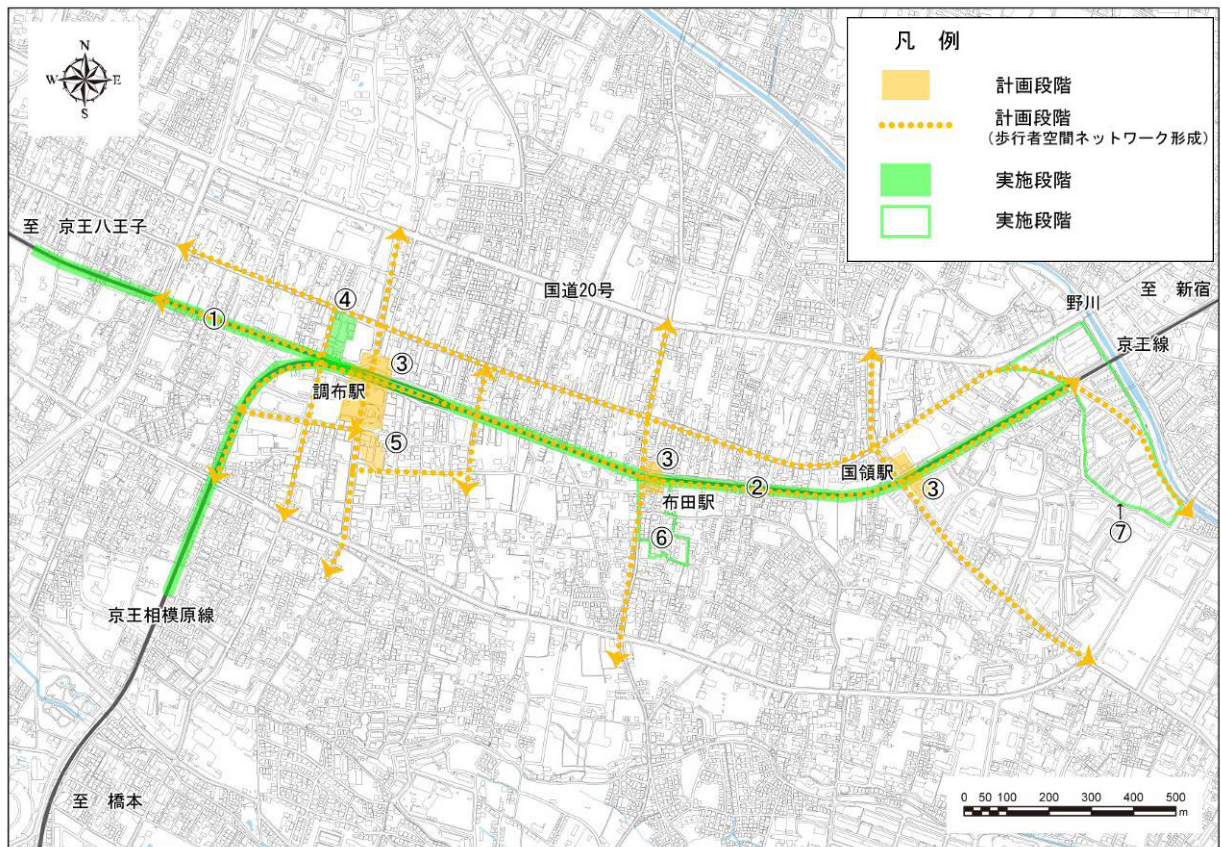 N
W E
S
凡 例
計画段階
計画段階
(歩行者空間ネットワーク形成)
実施段階
実施段階
至 京王八王子
国道20号
野川
至 新宿
京王線
①
④
③
調布駅
⑤
③
布田駅
②
国領駅
③
⑥
↑
⑦
京王相模原線
至 橋本
0 50 100 200 300 400 500
m